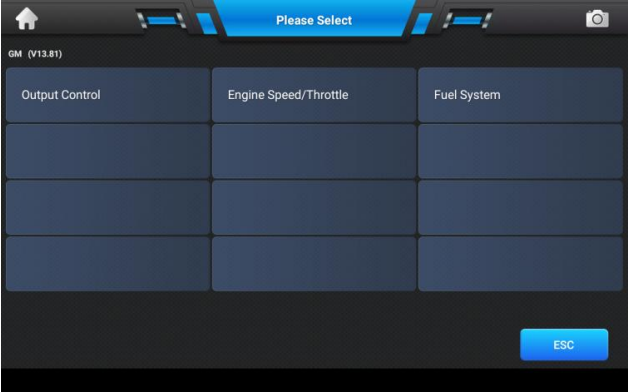 Please Select
GM (V13.81)
Output Control
Engine Speed/Throttle
Fuel System
ESC